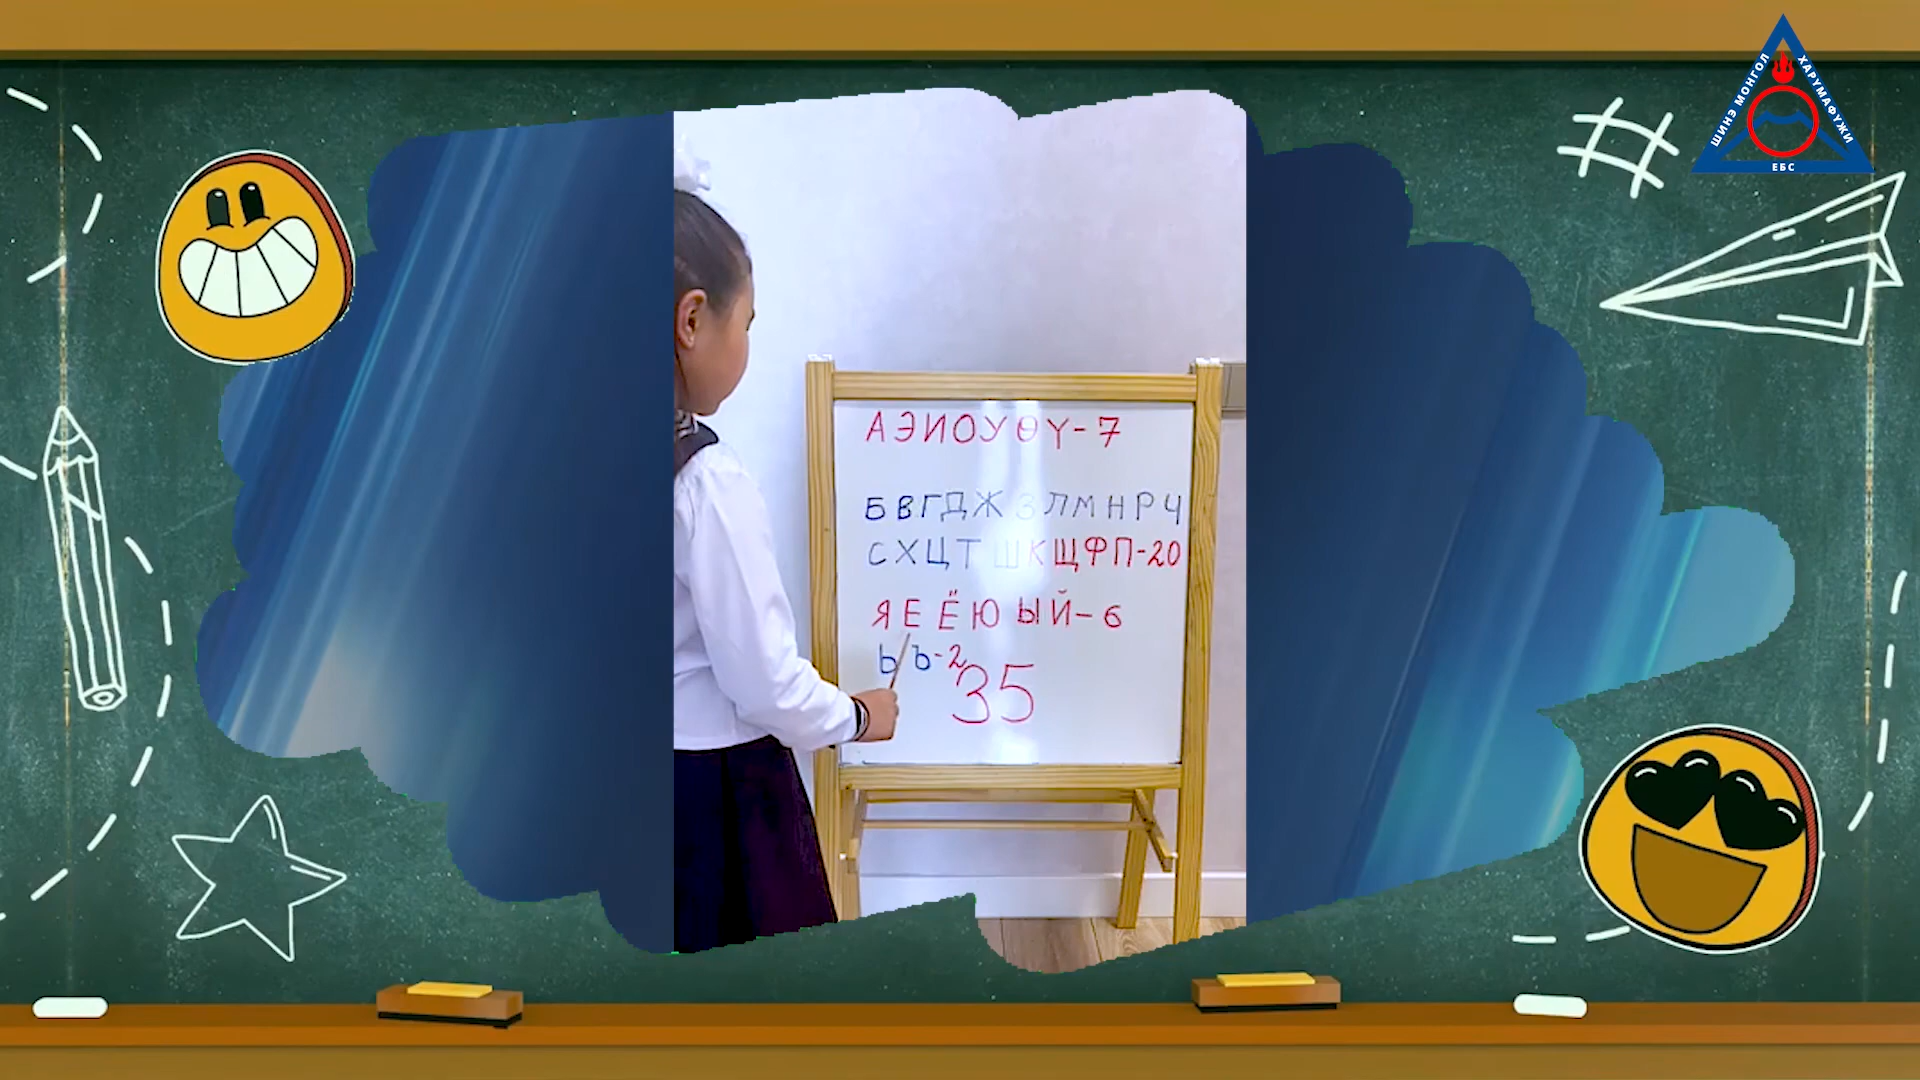 ШИНЭ МОНГОЛ
ХАРУМАФУЖИ
ЕБС
АЭИОУӨҮ-7
БВГДЖЗЛМНРЧ
СХЦТШКЩФП-20
ЯЕЁЮЫЙ-6
ЬЪ-2
35